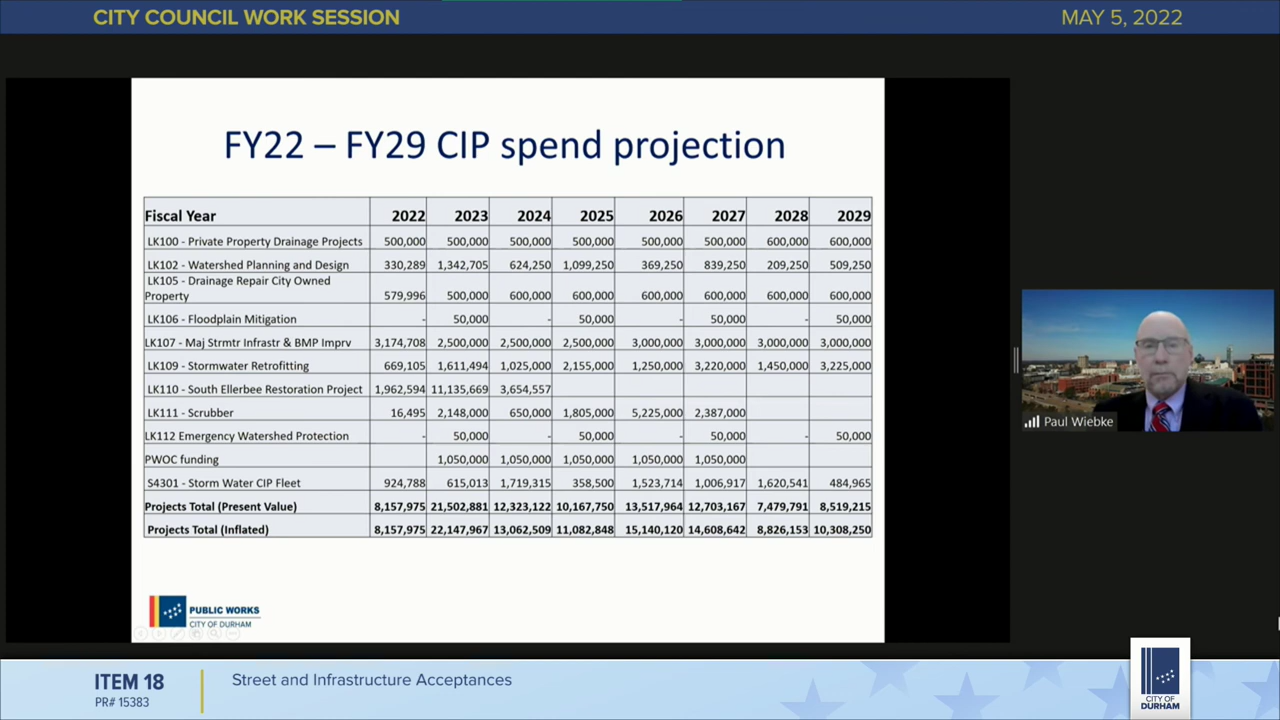 CITY COUNCIL WORK SESSION MAY 5, 2022
FY22 – FY29 CIP spend projection
Fiscal Year 2022 2023 2024 2025 2026 2027 2028 2029
LK100 - Private Property Drainage Projects 500,000 500,000 500,000 500,000 500,000 500,000 600,000 600,000
LK102 - Watershed Planning and Design 330,289 1,342,705 624,250 1,099,250 369,250 839,250 209,250 509,250
LK105 - Drainage Repair City Owned
Property 579,996 500,000 600,000 600,000 600,000 600,000 600,000 600,000
LK106 - Floodplain Mitigation - 50,000 - 50,000 - 50,000 - 50,000
LK107 - Maj Strmtr Infrastr & BMP Imprv 3,174,708 2,500,000 2,500,000 2,500,000 3,000,000 3,000,000 3,000,000 3,000,000
LK109 - Stormwater Retrofitting 669,105 1,611,494 1,025,000 2,155,000 1,250,000 3,220,000 1,450,000 3,225,000
LK110 - South Ellerbee Restoration Project 1,962,594 11,135,669 3,654,557
LK111 - Scrubber 16,495 2,148,000 650,000 1,805,000 5,225,000 2,387,000
LK112 Emergency Watershed Protection - 50,000 - 50,000 - 50,000 - 50,000
PWOC funding 1,050,000 1,050,000 1,050,000 1,050,000 1,050,000
S4301 - Storm Water CIP Fleet 924,788 615,013 1,719,315 358,500 1,523,714 1,006,917 1,620,541 484,965
Projects Total (Present Value) 8,157,975 21,502,881 12,323,122 10,167,750 13,517,964 12,703,167 7,479,791 8,519,215
Projects Total (Inflated) 8,157,975 22,147,967 13,062,509 11,082,848 15,140,120 14,608,642 8,826,153 10,308,250
PUBLIC WORKS
CITY OF DURHAM
Paul Wiebke
ITEM 18
PR# 15383
Street and Infrastructure Acceptances
CITY OF
DURHAM